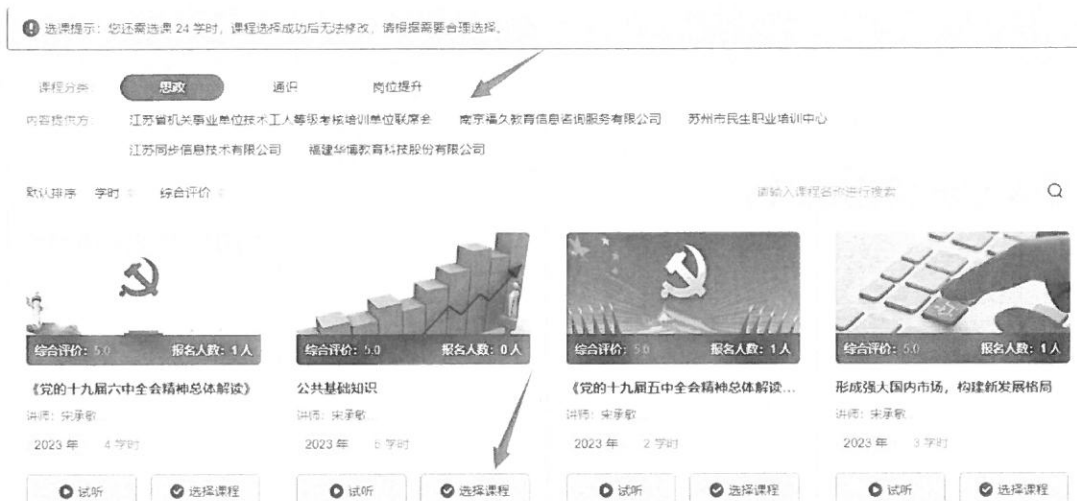 选课提示：您还需选课 24 学时，课程选择成功后无法修改，请根据需要合理选择。
课程分类： 思政 通识 岗位提升
内容提供方： 江苏省机关事业单位技术工人等级考核培训单位联席会 南京福久教育信息咨询服务有限公司 苏州市民生职业培训中心
江苏同步信息技术有限公司 福建华博教育科技股份有限公司
默认排序 学时 综合评价 请输入课程名称进行搜索
综合评价：5.0 报名人数：1人 综合评价：5.0 报名人数：0人 综合评价：5.0 报名人数：1人 综合评价：5.0 报名人数：1人
《党的十九届六中全会精神总体解读》 公共基础知识 《党的十九届五中全会精神总体解读... 形成强大国内市场，构建新发展格局
讲师：宋承敏 讲师：宋承敏 讲师：宋承敏 讲师：宋承敏
2023 年 4 学时 2023 年 5 学时 2023 年 2 学时 2023 年 3 学时
试听 选择课程 试听 选择课程 试听 选择课程 试听 选择课程